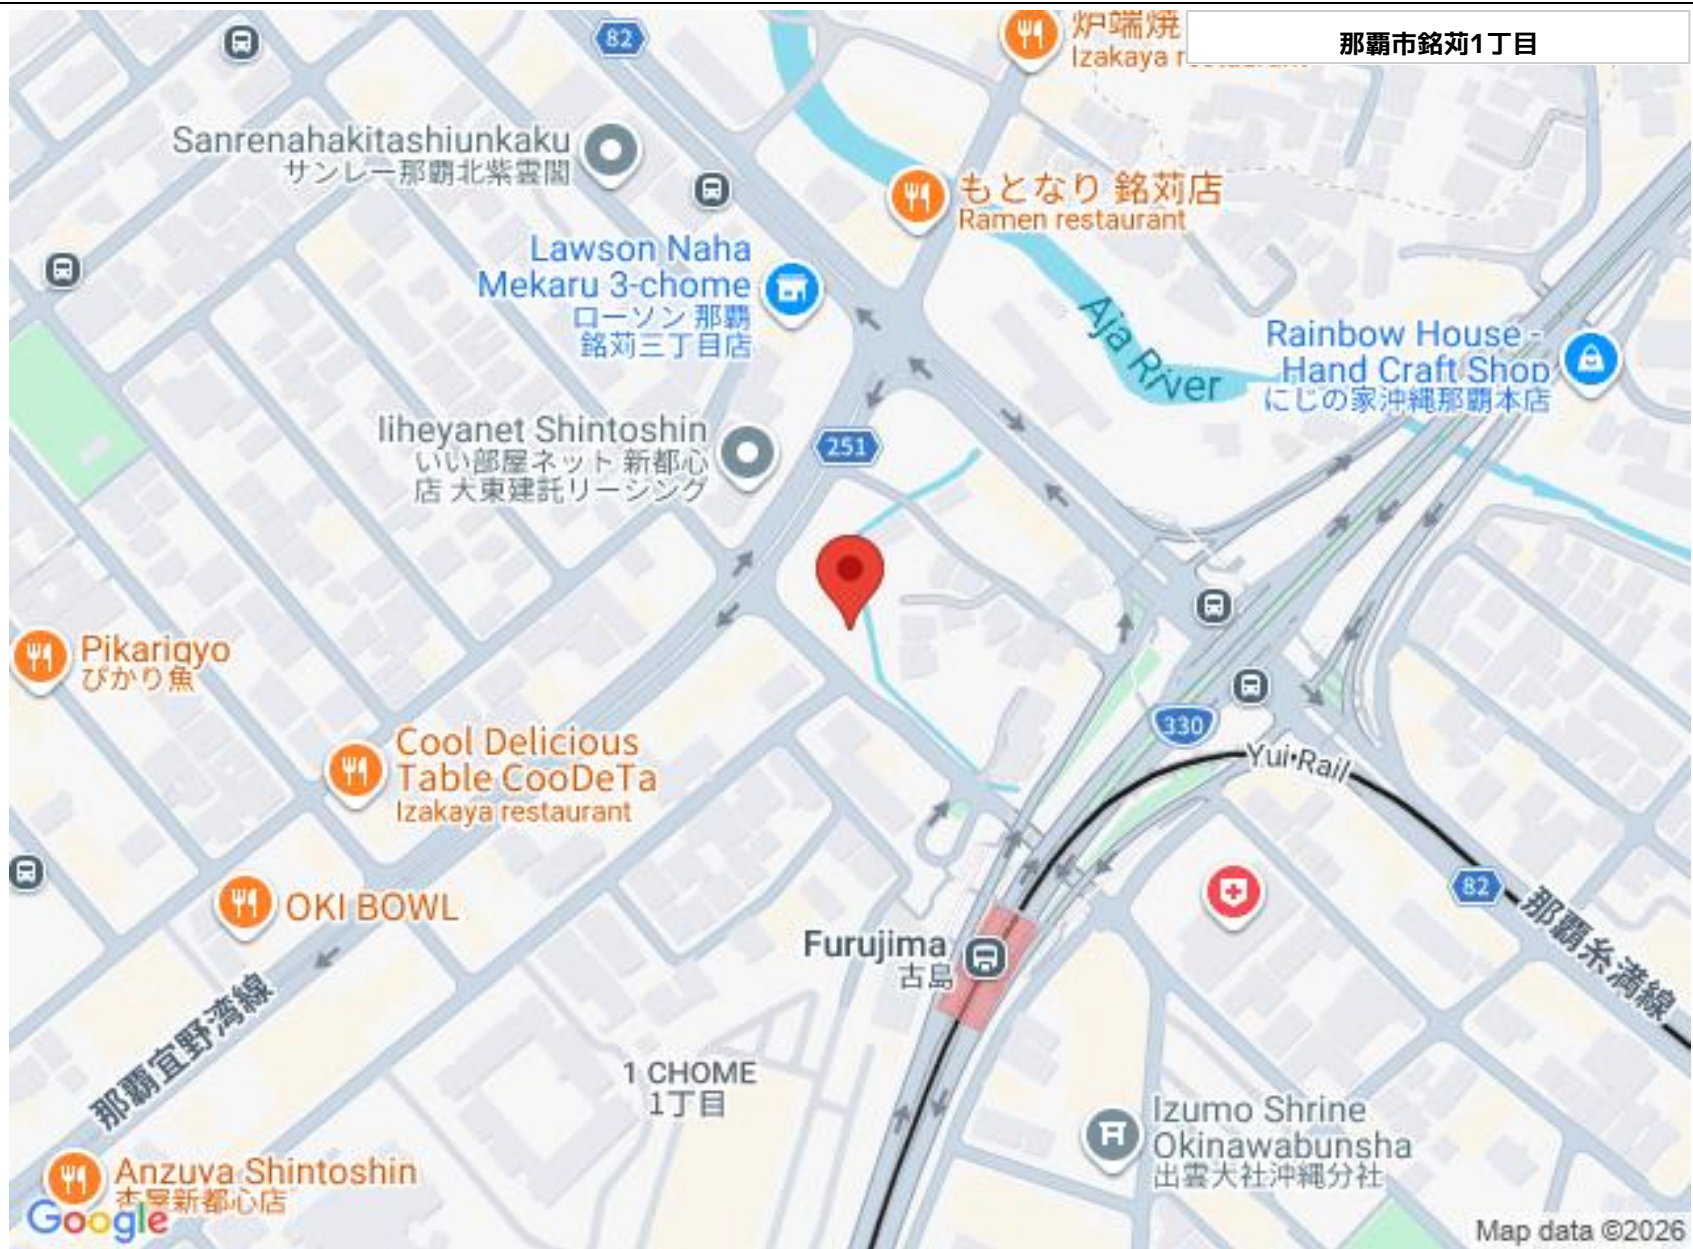 炉端焼
Izakaya
那覇市銘苅1丁目
82
Sanrenahakitashiunkaku
サンレー那覇北紫雲閣
もとなり 銘苅店
Ramen restaurant
Lawson Naha
Mekaru 3-chome
ローソン 那覇
銘苅三丁目店
Aja River
Rainbow House -
Hand Craft Shop
にじの家沖縄那覇本店
Iiheyanet Shintoshin
いい部屋ネット 新都心
店 大東建託リーシング
251
Pikarigyo
ぴかり魚
Cool Delicious
Table CooDeTa
Izakaya restaurant
330
Yui•Rail
OKI BOWL
82
那覇糸満線
Furujima
古島
那覇宜野湾線
1 CHOME
1丁目
Izumo Shrine
Okinawabunsha
出雲大社沖縄分社
Anzuya Shintoshin
杏屋新都心店
Google
Map data ©2026